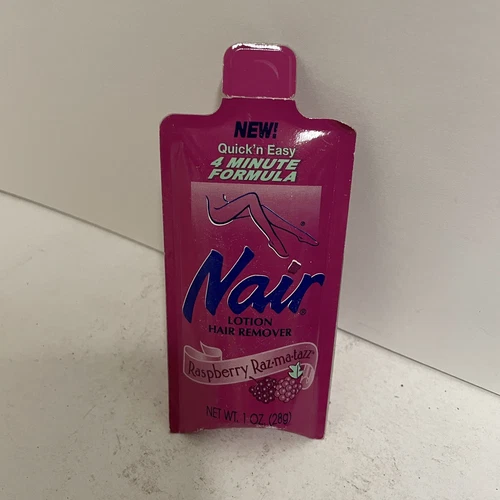 NEW!
Quick'n Easy
4 MINUTE
FORMULA
®
Nair®
LOTION
HAIR REMOVER
Raspberry Raz-ma-tazz®
NET WT. 1 OZ. (28g)